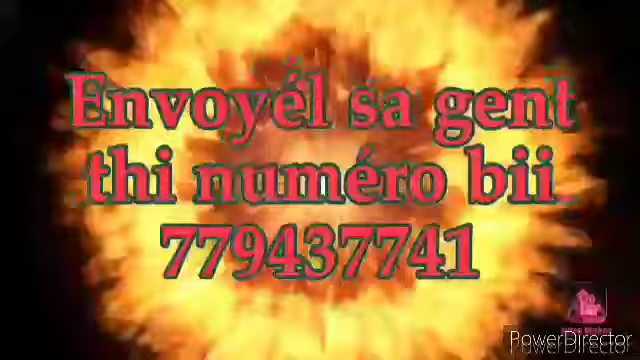 Envoyél sa gent
thi numéro bii
779437741
PowerDirector